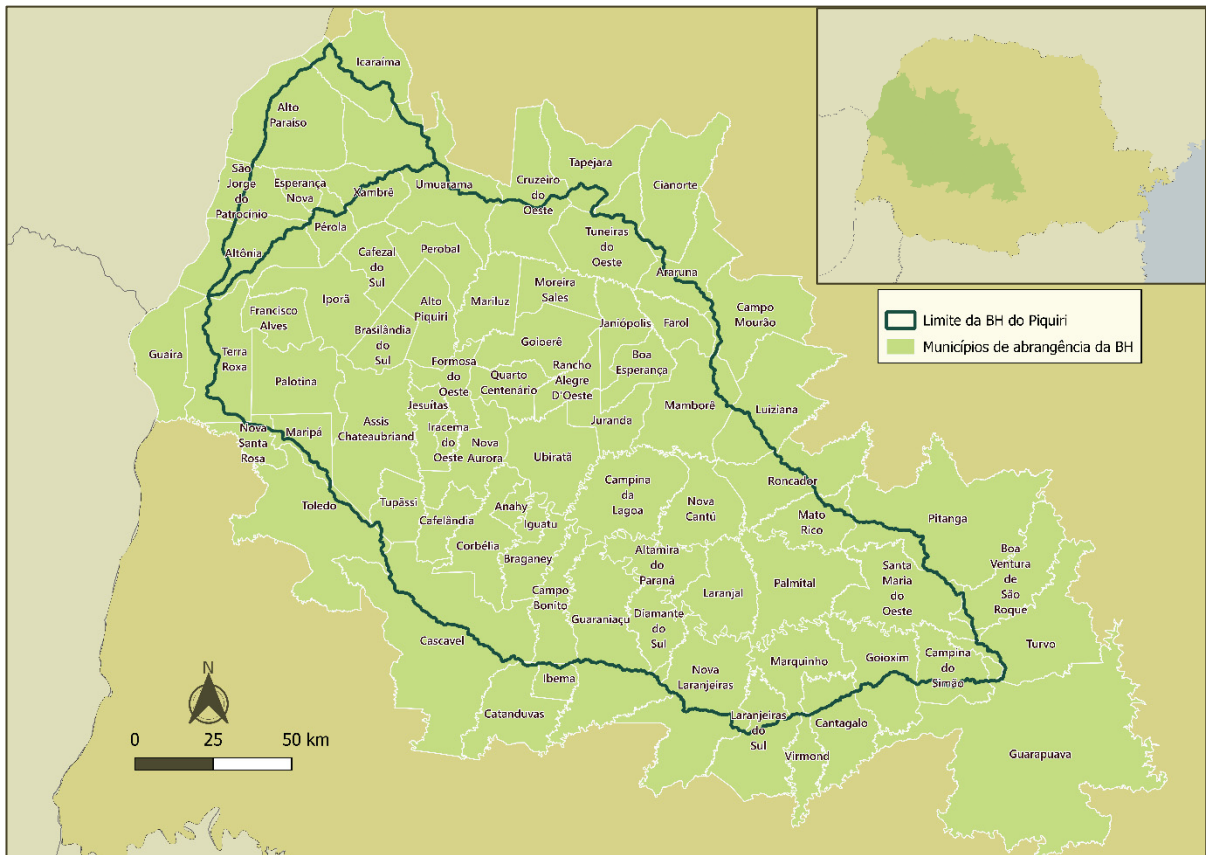 Icaraíma
Alto
Paraíso
Tapejara
São
Jorge
do
Patrocínio
Esperança
Nova
Xambrê
Umuarama
Cruzeiro
do
Oeste
Cianorte
Pérola
Tuneiras
do
Oeste
Altônia
Cafezal
do
Sul
Perobal
Araruna
Moreira
Sales
Iporã
Alto
Piquiri
Mariluz
Campo
Mourão
Francisco
Alves
Janiópolis
Farol
Brasilândia
do
Sul
Goioerê
Guaíra
Terra
Roxa
Boa
Esperança
Formosa
do
Oeste
Rancho
Alegre
D'Oeste
Palotina
Quarto
Centenário
Jesuítas
Mamborê
Luiziana
Assis
Chateaubriand
Juranda
Nova
Santa
Rosa
Maripá
Iracema
do
Oeste
Nova
Aurora
Ubiratã
Campina
da
Lagoa
Roncador
Toledo
Tupãssi
Nova
Cantú
Anahy
Mato
Rico
Pitanga
Cafelândia
Iguatu
Corbélia
Boa
Ventura
de
São
Roque
Braganey
Altamira
do
Paraná
Santa
Maria
do
Oeste
Palmital
Laranjal
Campo
Bonito
Guaraniaçu
Diamante
do
Sul
Cascavel
Turvo
Marquinho
Goioxim
Campina
do
Simão
Nova
Laranjeiras
Ibema
Catanduvas
Laranjeiras
do
Sul
Cantagalo
Virmond
Guarapuava
Limite da BH do Piquiri
Municípios de abrangência da BH
N
0 25 50 km